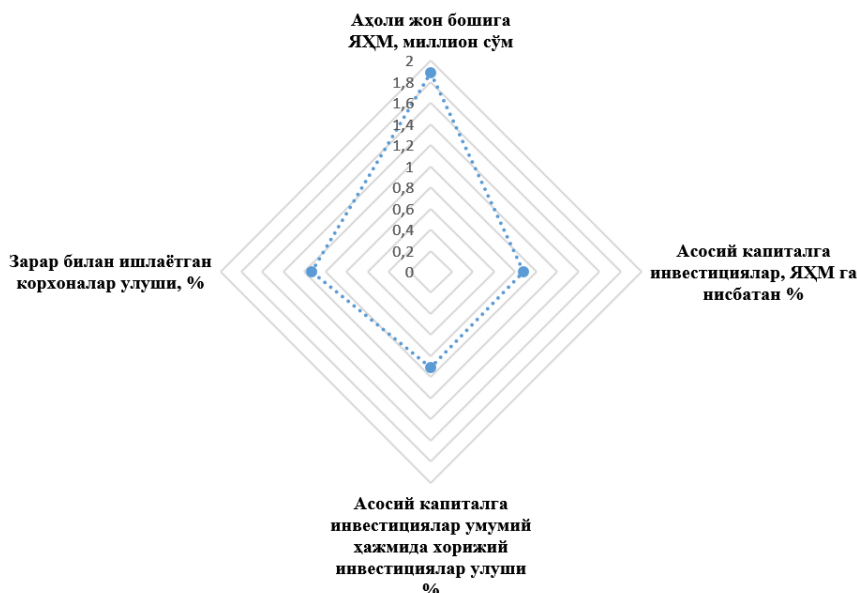 Аҳоли жон бошига
ЯҲМ, миллион сўм
2
1,8
1,6
1,4
1,2
1
0,8
0,6
0,4
0,2
0
Зарар билан ишлаётган
корхоналар улуши, %
Асосий капиталга
инвестициялар, ЯҲМ га
нисбатан %
Асосий капиталга
инвестициялар умумий
ҳажмида хорижий
инвестициялар улуши
%